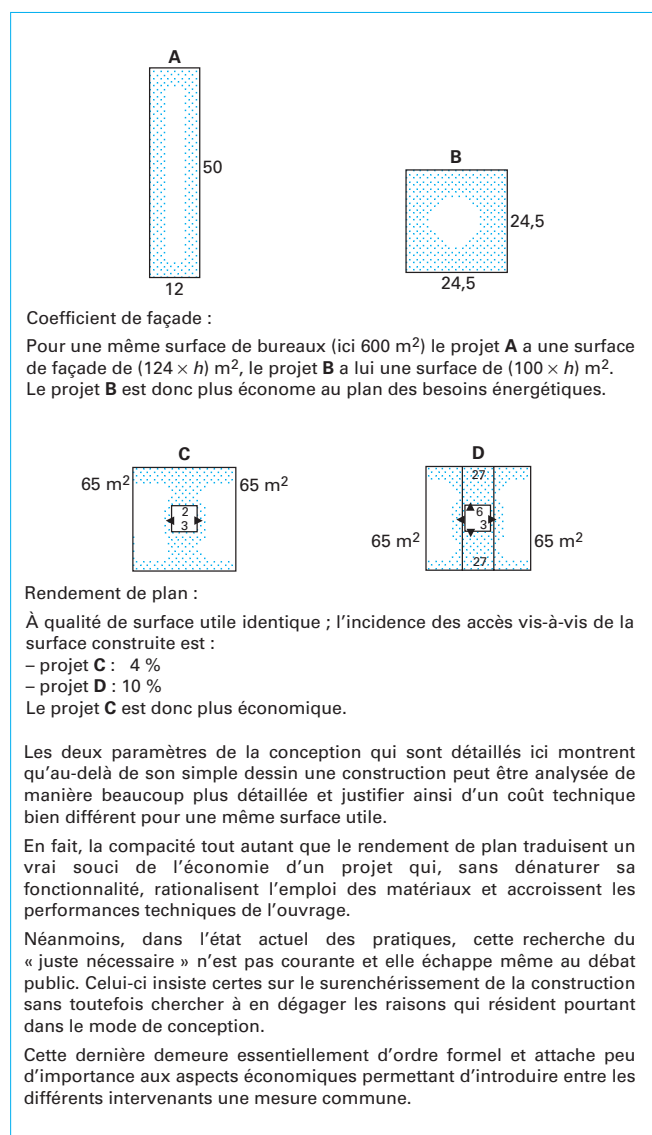 A
50
12
B
24,5
24,5
Coefficient de façade :
Pour une même surface de bureaux (ici 600 m²) le projet A a une surface
de façade de (124 × h) m², le projet B a lui une surface de (100 × h) m².
Le projet B est donc plus économe au plan des besoins énergétiques.
C
65 m²
65 m²
2
3
D
27
6
3
65 m²
65 m²
27
Rendement de plan :
À qualité de surface utile identique ; l'incidence des accès vis-à-vis de la
surface construite est :
– projet C : 4 %
– projet D : 10 %
Le projet C est donc plus économique.
Les deux paramètres de la conception qui sont détaillés ici montrent
qu'au-delà de son simple dessin une construction peut être analysée de
manière beaucoup plus détaillée et justifier ainsi d'un coût technique
bien différent pour une même surface utile.
En fait, la compacité tout autant que le rendement de plan traduisent un
vrai souci de l'économie d'un projet qui, sans dénaturer sa
fonctionnalité, rationalisent l'emploi des matériaux et accroissent les
performances techniques de l'ouvrage.
Néanmoins, dans l'état actuel des pratiques, cette recherche du
« juste nécessaire » n'est pas courante et elle échappe même au débat
public. Celui-ci insiste certes sur le surenchérissement de la construction
sans toutefois chercher à en dégager les raisons qui résident pourtant
dans le mode de conception.
Cette dernière demeure essentiellement d'ordre formel et attache peu
d'importance aux aspects économiques permettant d'introduire entre les
différents intervenants une mesure commune.